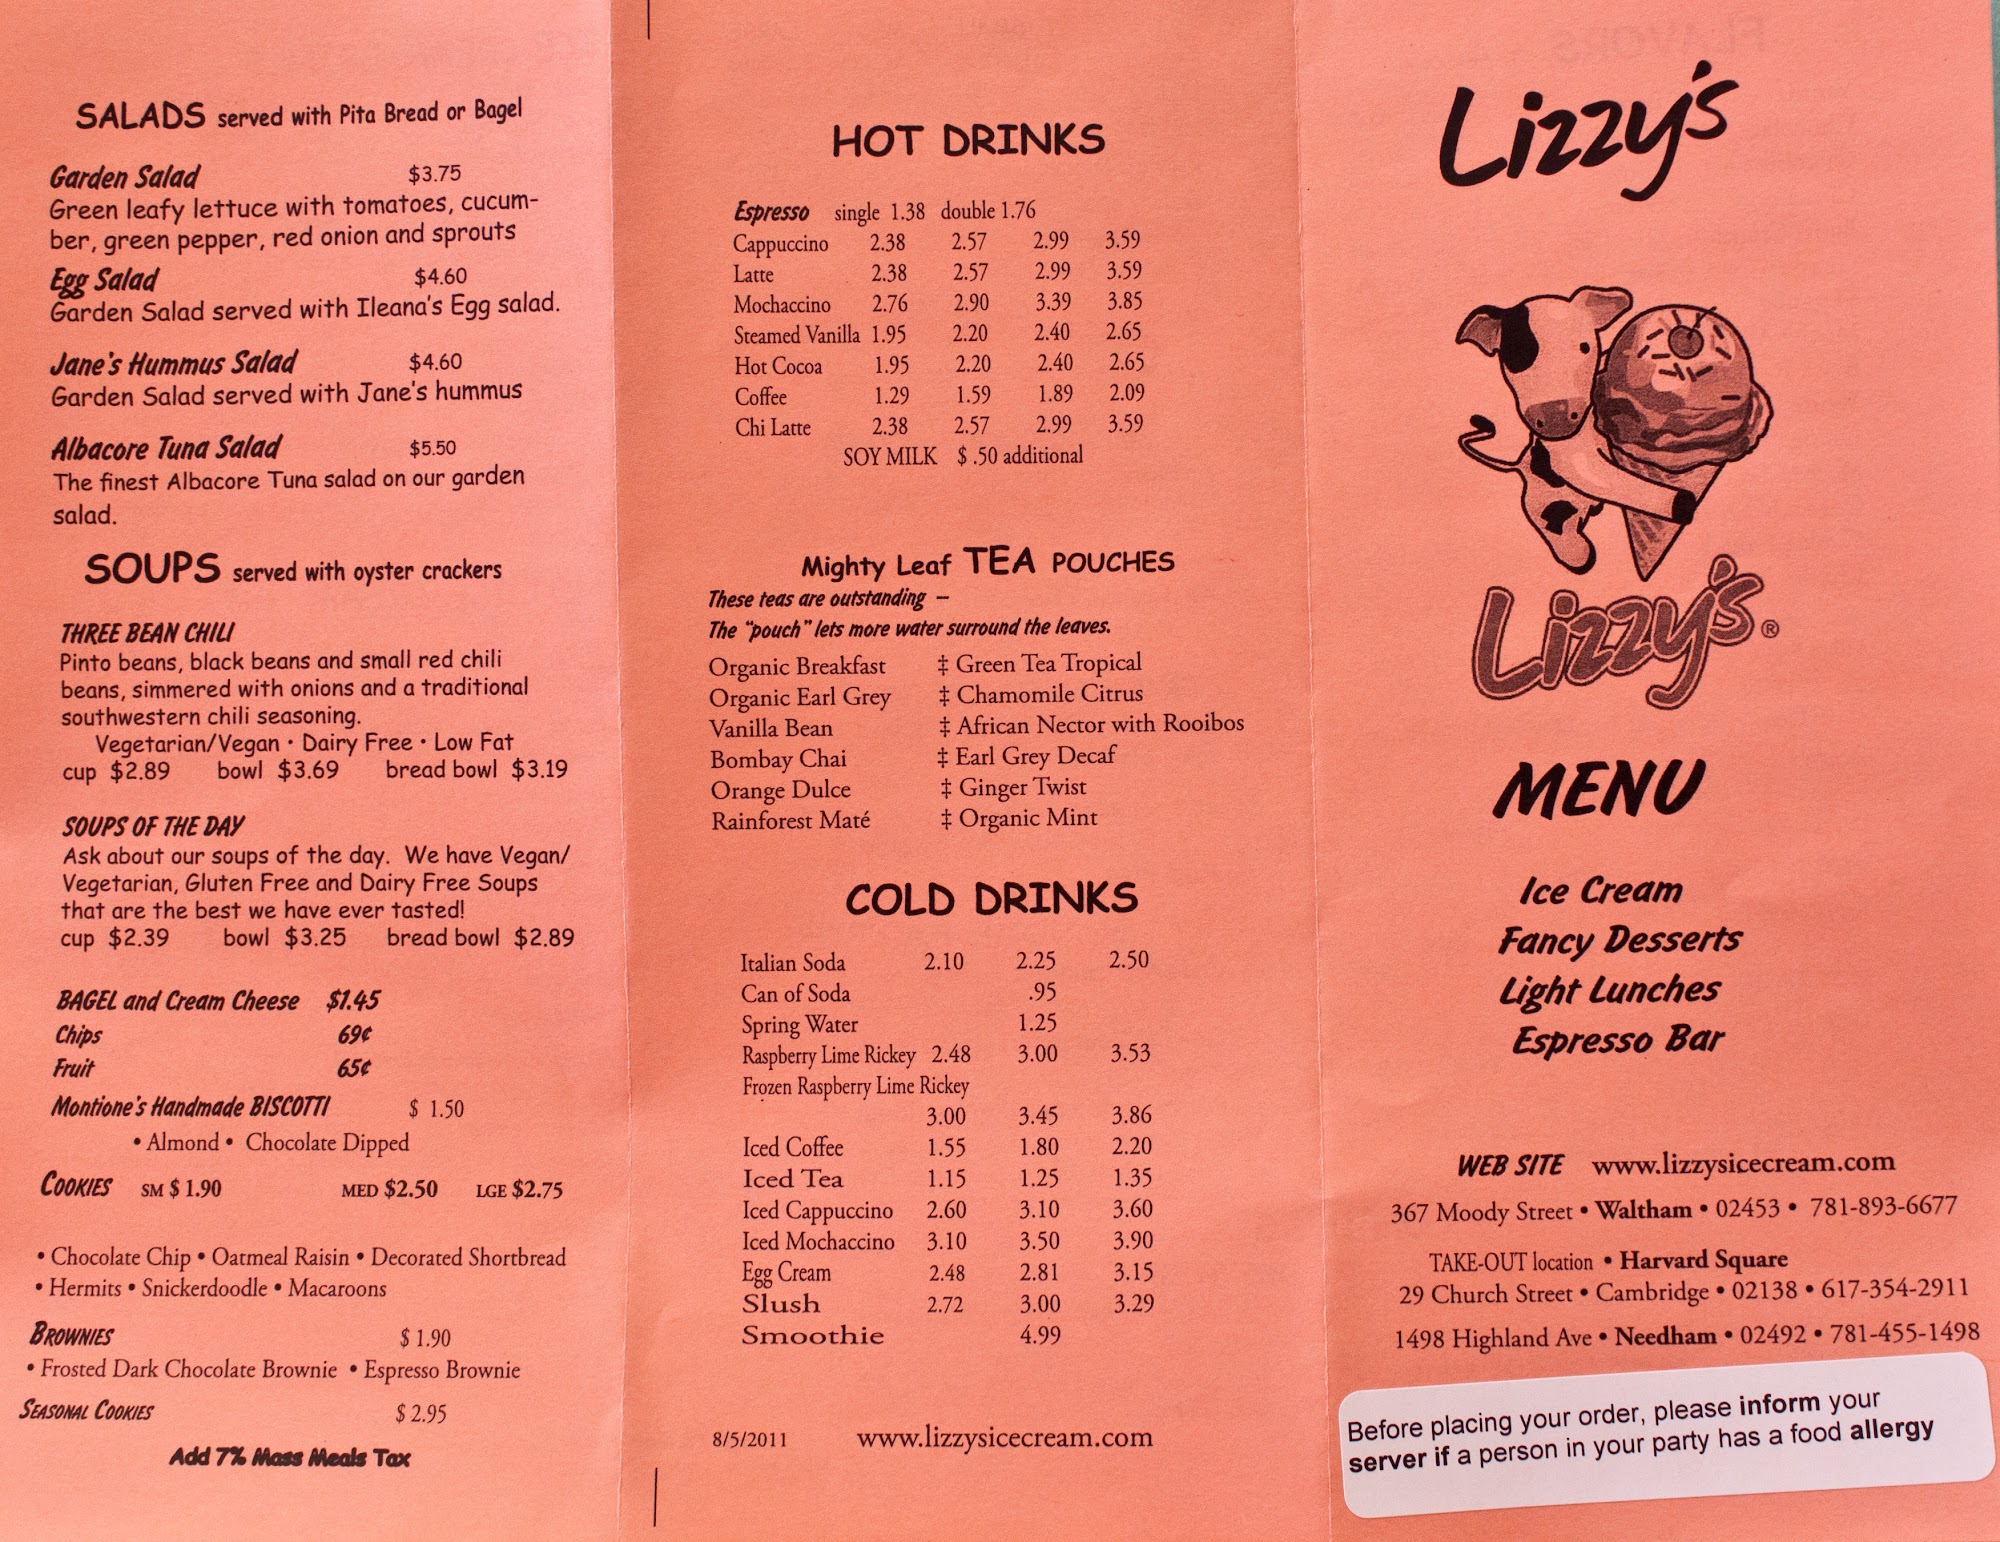 SALADS served with Pita Bread or Bagel
Garden Salad $3.75
Green leafy lettuce with tomatoes, cucum-
ber, green pepper, red onion and sprouts
Egg Salad $4.60
Garden Salad served with Ileana's Egg salad.
Jane's Hummus Salad $4.60
Garden Salad served with Jane's hummus
Albacore Tuna Salad $5.50
The finest Albacore Tuna salad on our garden
salad.
SOUPS served with oyster crackers
THREE BEAN CHILI
Pinto beans, black beans and small red chili
beans, simmered with onions and a traditional
southwestern chili seasoning.
Vegetarian/Vegan • Dairy Free • Low Fat
cup $2.89 bowl $3.69 bread bowl $3.19
SOUPS OF THE DAY
Ask about our soups of the day. We have Vegan/
Vegetarian, Gluten Free and Dairy Free Soups
that are the best we have ever tasted!
cup $2.39 bowl $3.25 bread bowl $2.89
BAGEL and Cream Cheese $1.45
Chips 69¢
Fruit 65¢
Montione's Handmade BISCOTTI $ 1.50
• Almond • Chocolate Dipped
COOKIES SM $ 1.90 MED $2.50 LGE $2.75
• Chocolate Chip • Oatmeal Raisin • Decorated Shortbread
• Hermits • Snickerdoodle • Macaroons
BROWNIES $ 1.90
• Frosted Dark Chocolate Brownie • Espresso Brownie
SEASONAL COOKIES $ 2.95
Add 7% Mass Meals Tax
HOT DRINKS
Espresso single 1.38 double 1.76
Cappuccino 2.38 2.57 2.99 3.59
Latte 2.38 2.57 2.99 3.59
Mochaccino 2.76 2.90 3.39 3.85
Steamed Vanilla 1.95 2.20 2.40 2.65
Hot Cocoa 1.95 2.20 2.40 2.65
Coffee 1.29 1.59 1.89 2.09
Chi Latte 2.38 2.57 2.99 3.59
SOY MILK $ .50 additional
Mighty Leaf TEA POUCHES
These teas are outstanding –
The "pouch" lets more water surround the leaves.
Organic Breakfast ‡ Green Tea Tropical
Organic Earl Grey ‡ Chamomile Citrus
Vanilla Bean ‡ African Nector with Rooibos
Bombay Chai ‡ Earl Grey Decaf
Orange Dulce ‡ Ginger Twist
Rainforest Maté ‡ Organic Mint
COLD DRINKS
Italian Soda 2.10 2.25 2.50
Can of Soda .95
Spring Water 1.25
Raspberry Lime Rickey 2.48 3.00 3.53
Frozen Raspberry Lime Rickey
3.00 3.45 3.86
Iced Coffee 1.55 1.80 2.20
Iced Tea 1.15 1.25 1.35
Iced Cappuccino 2.60 3.10 3.60
Iced Mochaccino 3.10 3.50 3.90
Egg Cream 2.48 2.81 3.15
Slush 2.72 3.00 3.29
Smoothie 4.99
8/5/2011 www.lizzysicecream.com
Lizzy's
Lizzy's®
MENU
Ice Cream
Fancy Desserts
Light Lunches
Espresso Bar
WEB SITE www.lizzysicecream.com
367 Moody Street • Waltham • 02453 • 781-893-6677
TAKE-OUT location • Harvard Square
29 Church Street • Cambridge • 02138 • 617-354-2911
1498 Highland Ave • Needham • 02492 • 781-455-1498
Before placing your order, please inform your
server if a person in your party has a food allergy